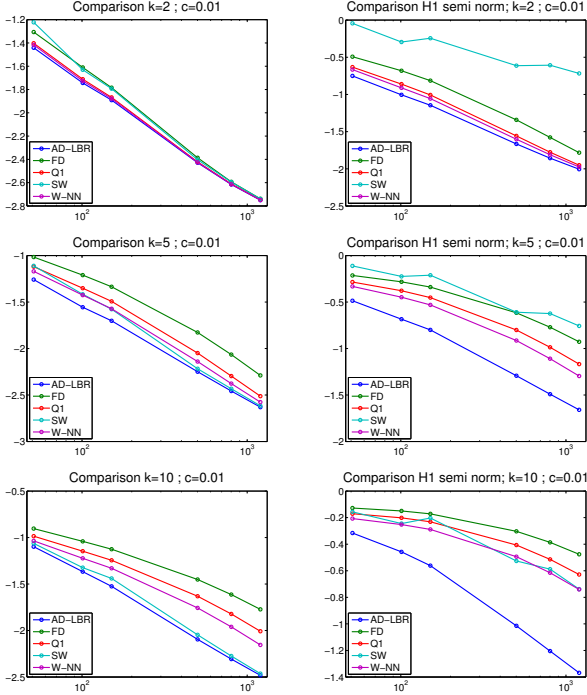 Comparison k=2 ; c=0.01
-1.2
-1.4
-1.6
-1.8
-2
-2.2
-2.4
-2.6
-2.8
10²
10³
AD-LBR
FD
Q1
SW
W-NN
Comparison H1 semi norm; k=2 ; c=0.01
0
-0.5
-1
-1.5
-2
-2.5
10²
10³
AD-LBR
FD
Q1
SW
W-NN
Comparison k=5 ; c=0.01
-1
-1.5
-2
-2.5
-3
10²
10³
AD-LBR
FD
Q1
SW
W-NN
Comparison H1 semi norm; k=5 ; c=0.01
0
-0.5
-1
-1.5
-2
10²
10³
AD-LBR
FD
Q1
SW
W-NN
Comparison k=10 ; c=0.01
-0.5
-1
-1.5
-2
-2.5
10²
10³
AD-LBR
FD
Q1
SW
W-NN
Comparison H1 semi norm; k=10 ; c=0.01
0
-0.2
-0.4
-0.6
-0.8
-1
-1.2
-1.4
10²
10³
AD-LBR
FD
Q1
SW
W-NN